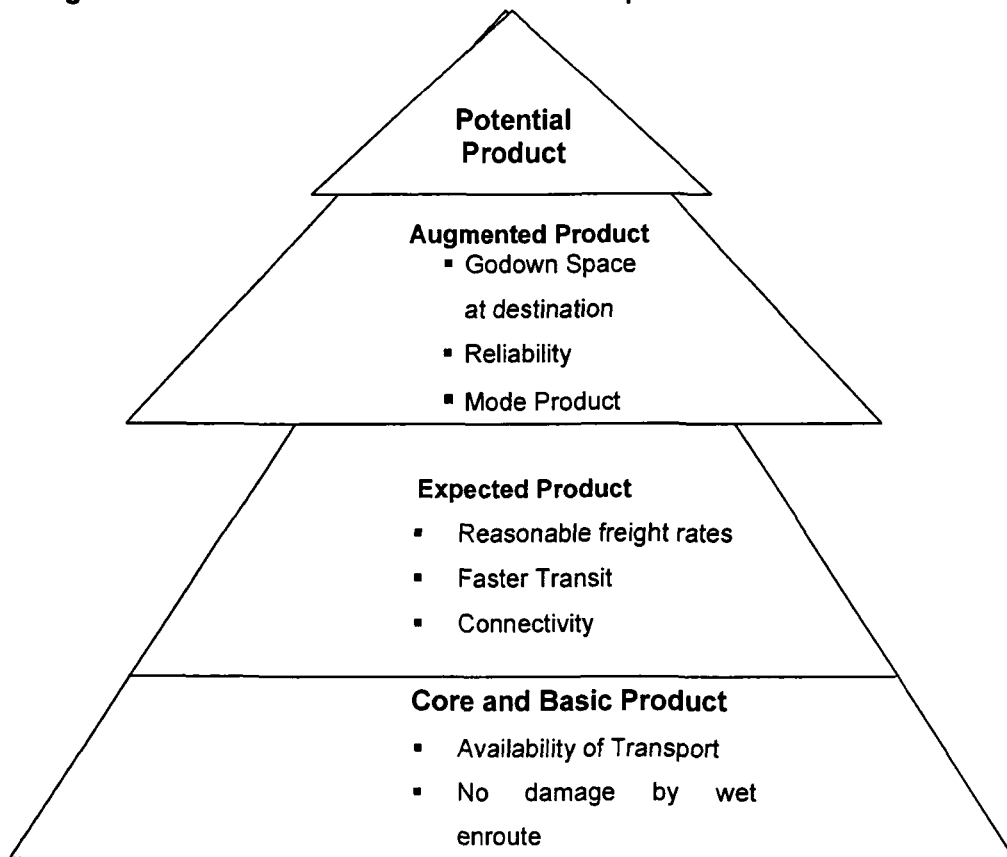 Potential
Product
Augmented Product
▪ Godown Space
at destination
▪ Reliability
▪ Mode Product
Expected Product
▪ Reasonable freight rates
▪ Faster Transit
▪ Connectivity
Core and Basic Product
▪ Availability of Transport
▪ No damage by wet
enroute